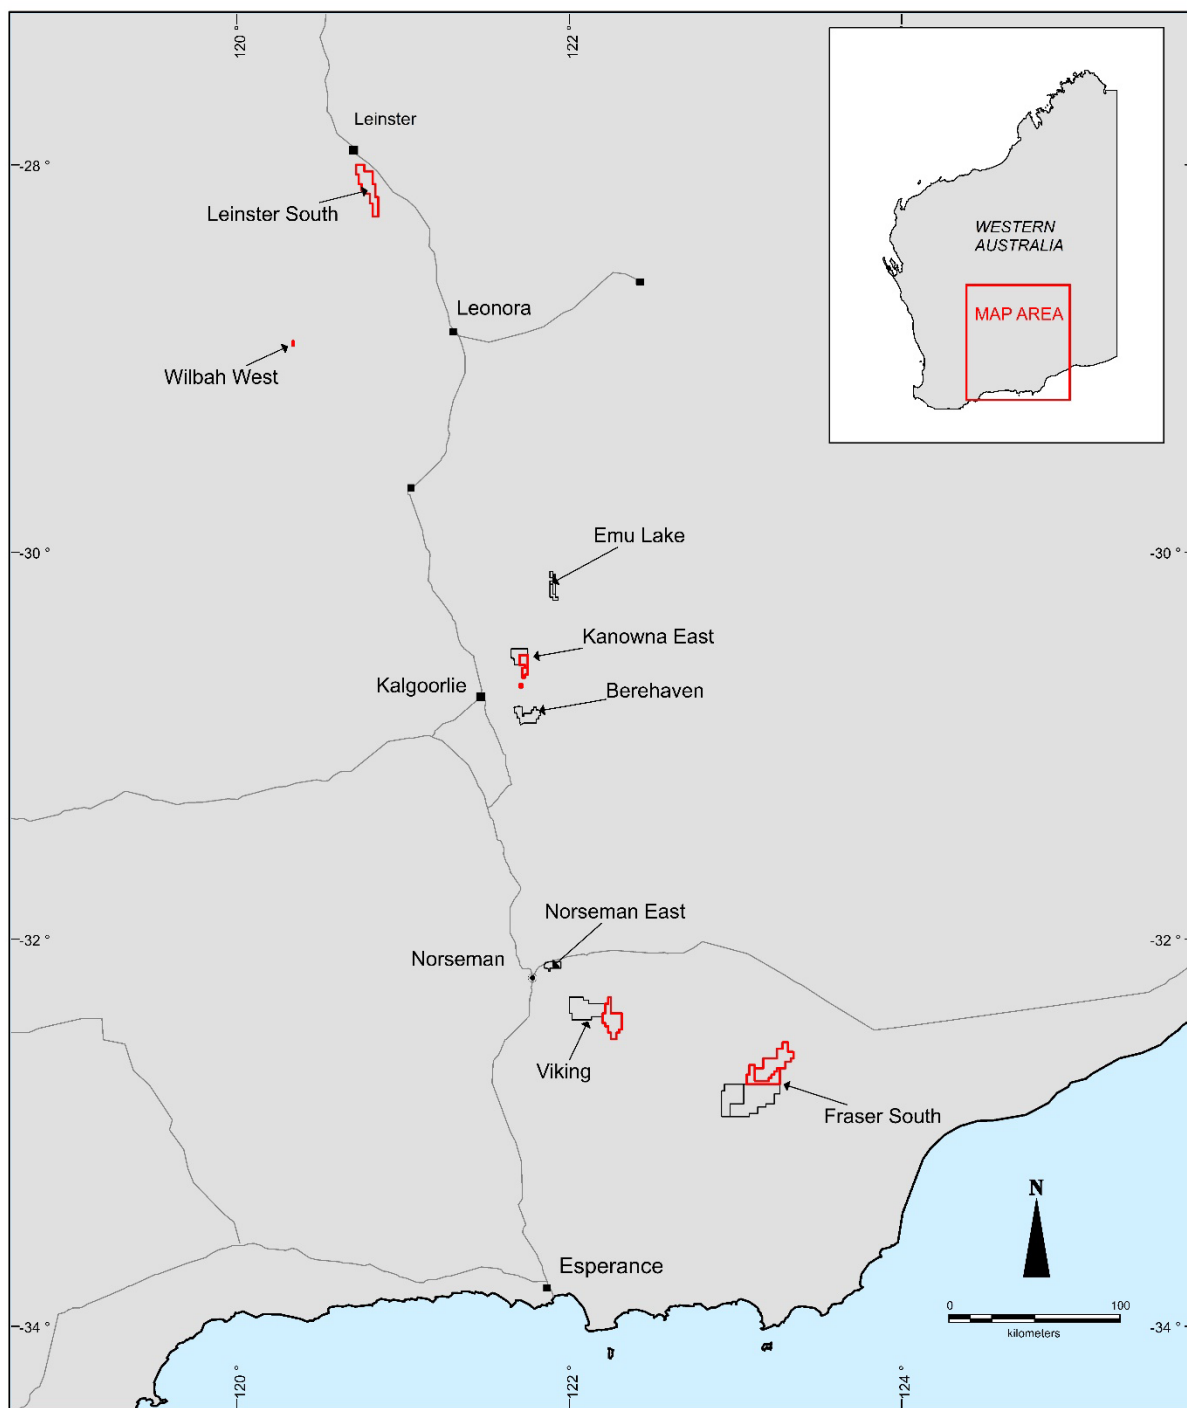 120 °
122 °
Leinster
-28 °
Leinster South
WESTERN
AUSTRALIA
MAP AREA
Leonora
Wilbah West
Emu Lake
-30 °
-30 °
Kanowna East
Kalgoorlie
Berehaven
Norseman East
-32 °
-32 °
Norseman
Viking
Fraser South
N
Esperance
0
100
kilometers
-34 °
-34 °
120 °
122 °
124 °